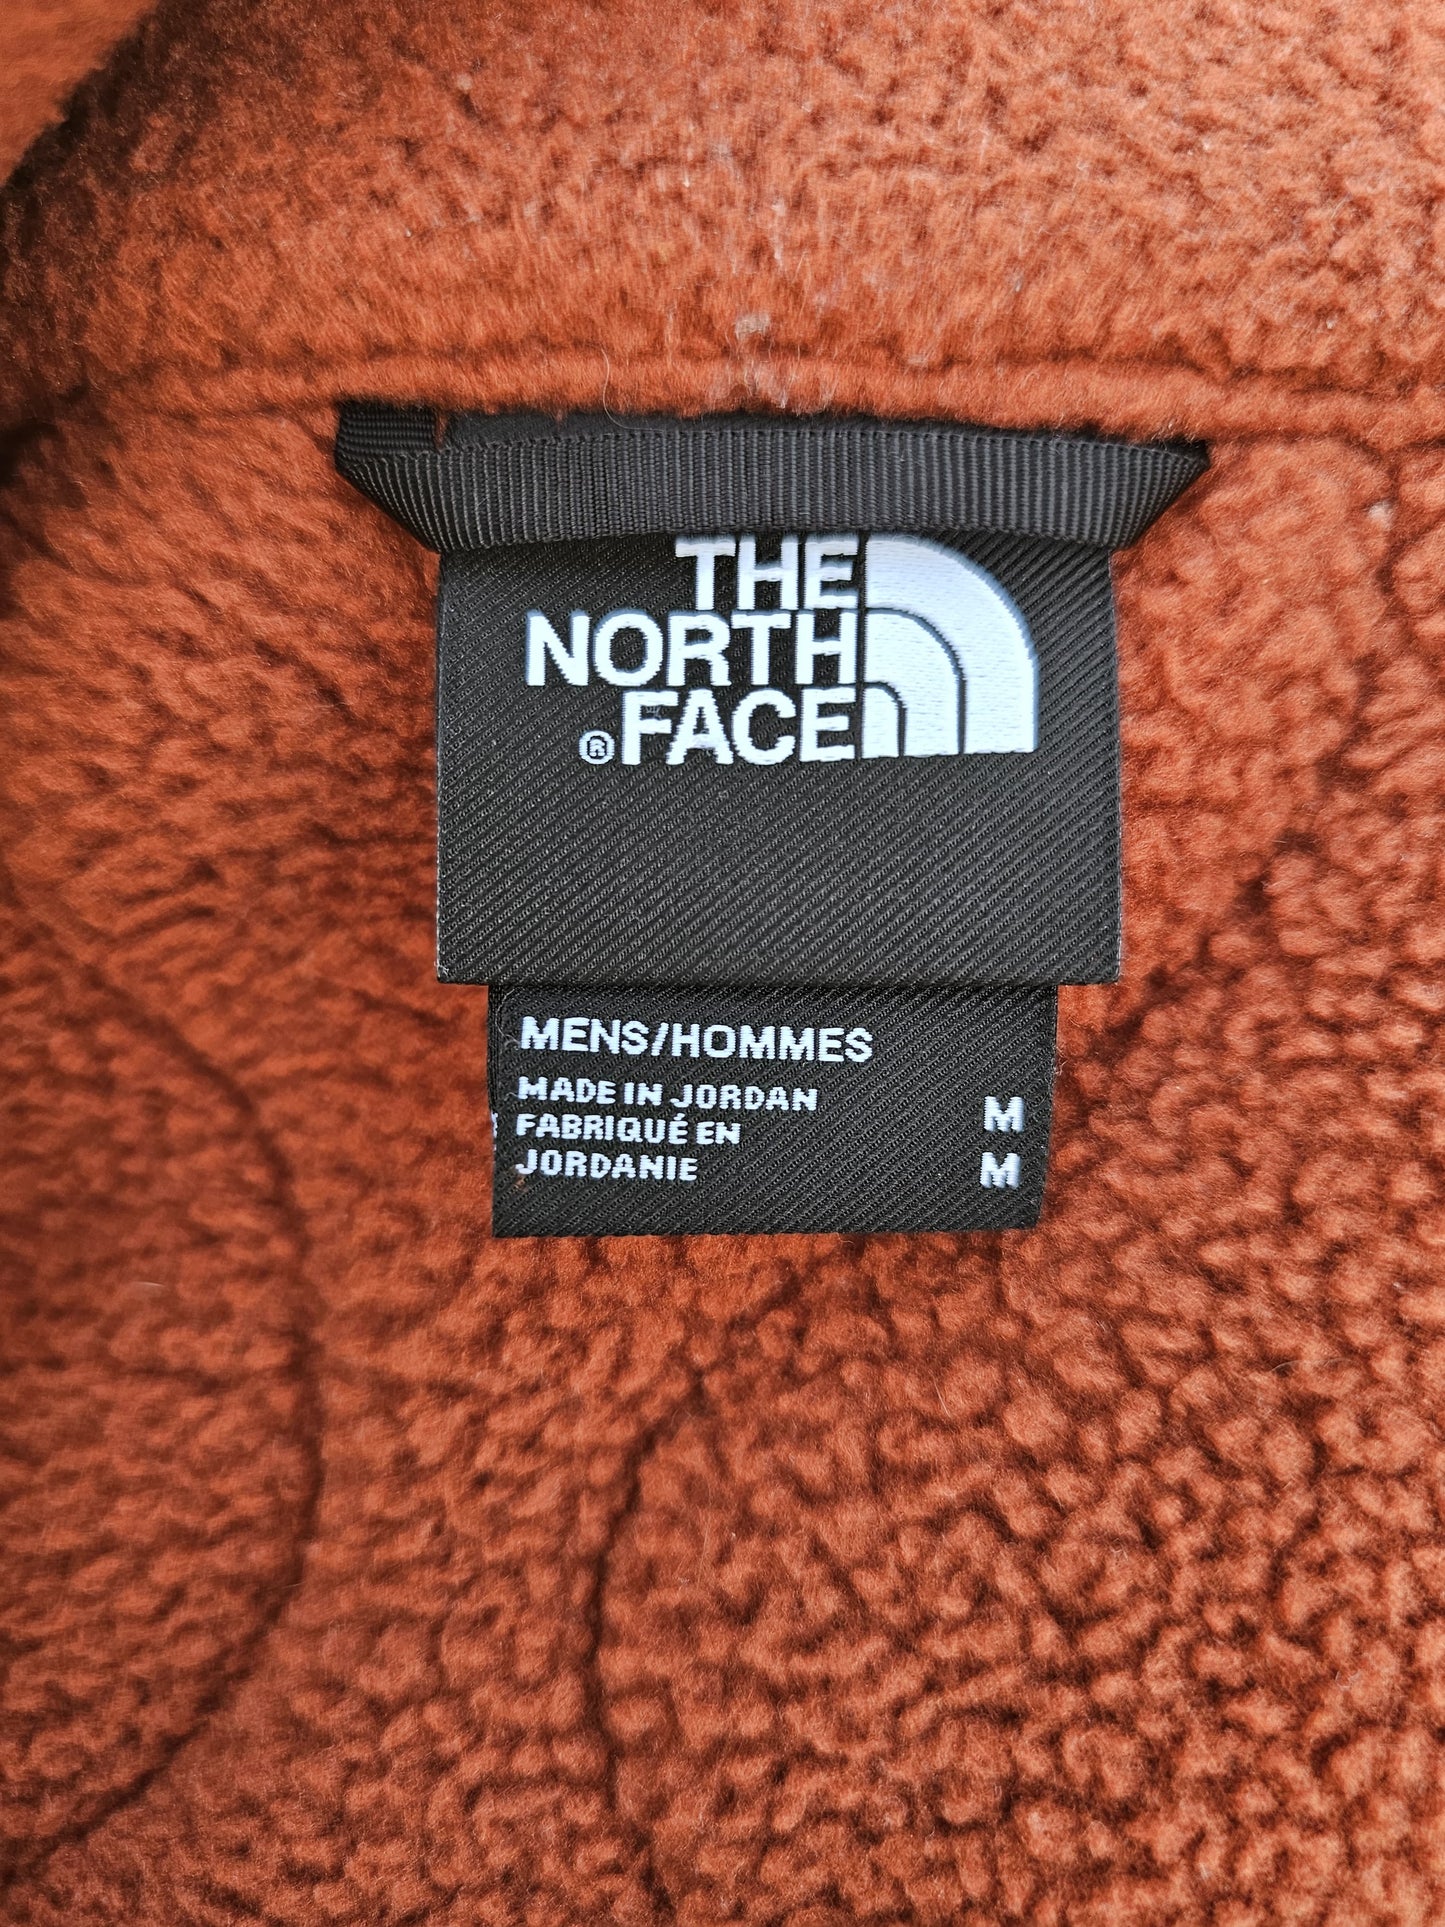 THE
NORTH
® FACE
MENS/HOMMES
MADE IN JORDAN M
FABRIQUÉ EN
JORDANIE M